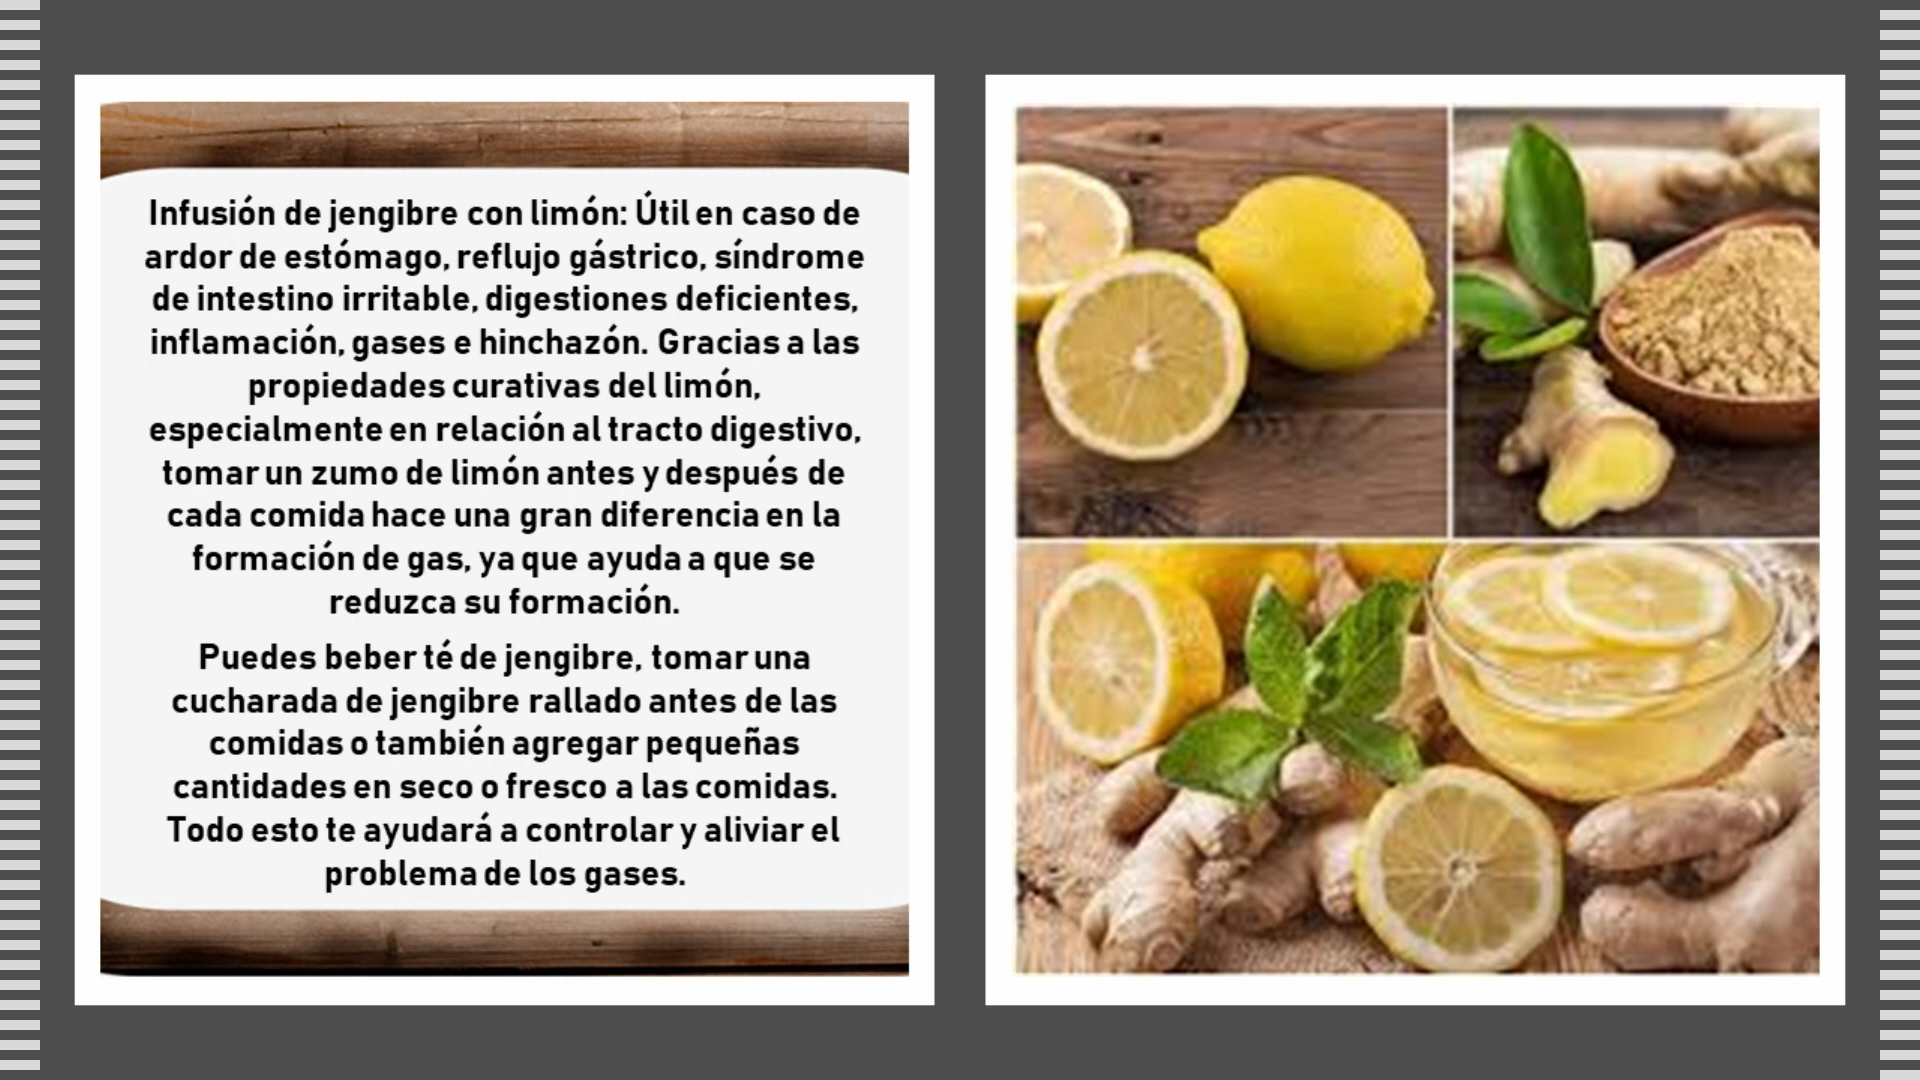 Infusión de jengibre con limón: Útil en caso de
ardor de estómago, reflujo gástrico, síndrome
de intestino irritable, digestiones deficientes,
inflamación, gases e hinchazón. Gracias a las
propiedades curativas del limón,
especialmente en relación al tracto digestivo,
tomar un zumo de limón antes y después de
cada comida hace una gran diferencia en la
formación de gas, ya que ayuda a que se
reduzca su formación.
Puedes beber té de jengibre, tomar una
cucharada de jengibre rallado antes de las
comidas o también agregar pequeñas
cantidades en seco o fresco a las comidas.
Todo esto te ayudará a controlar y aliviar el
problema de los gases.